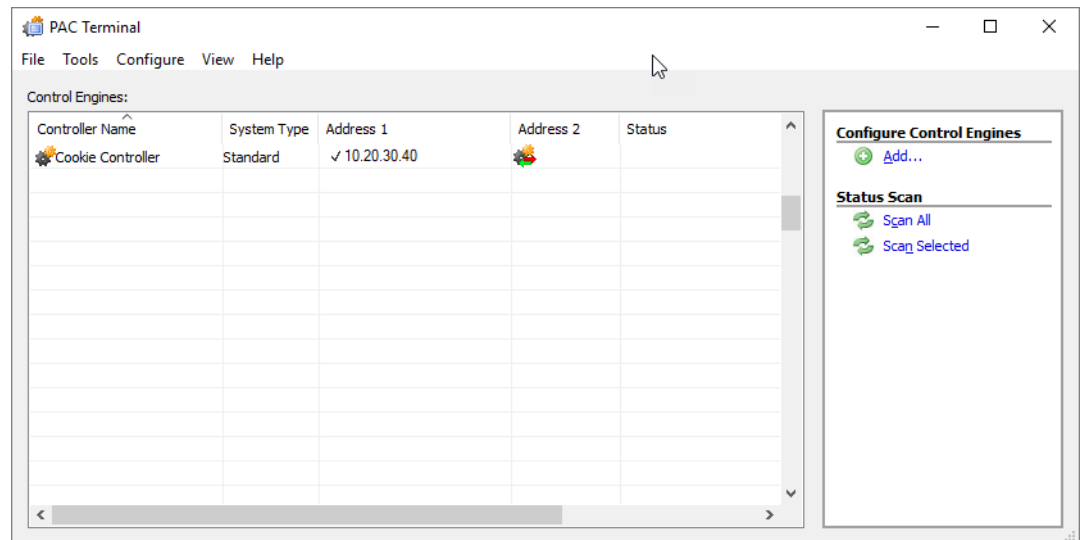 PAC Terminal
File Tools Configure View Help
Control Engines:
Controller Name System Type Address 1 Address 2 Status
Cookie Controller Standard ✓ 10.20.30.40
Configure Control Engines
Add...
Status Scan
Scan All
Scan Selected